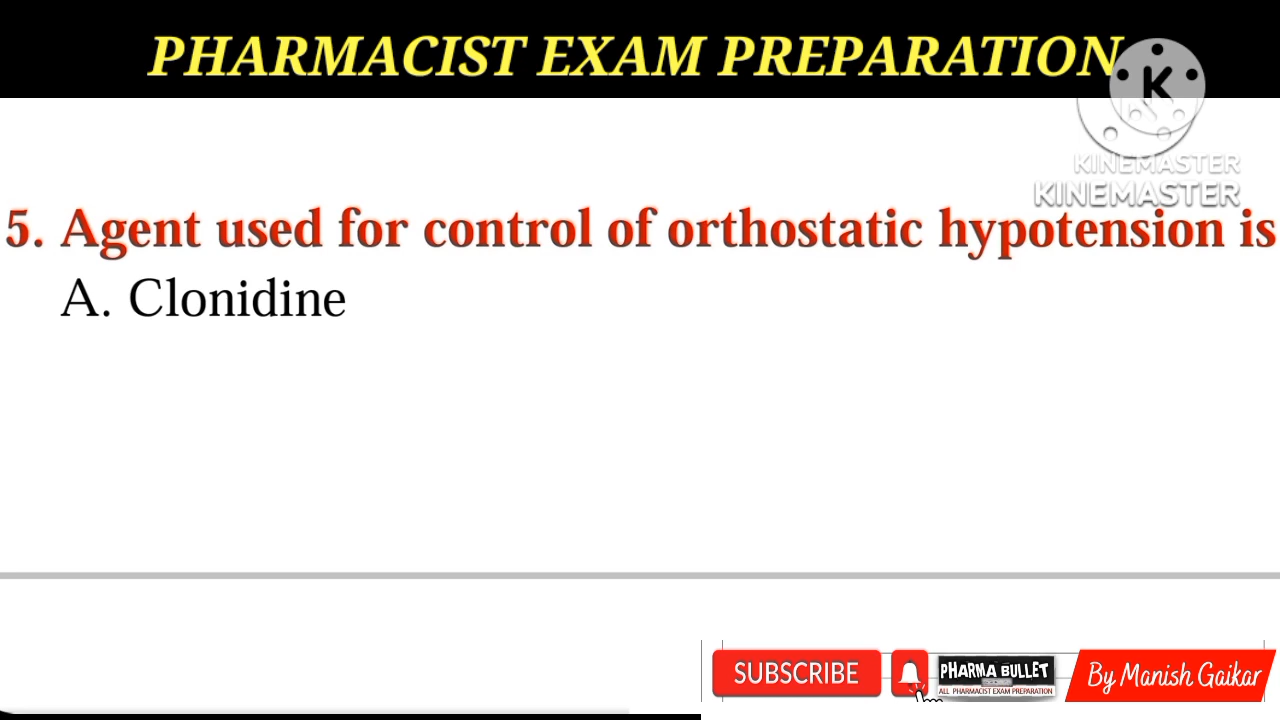 PHARMACIST EXAM PREPARATION
K
KINEMASTER
KINEMASTER
5. Agent used for control of orthostatic hypotension is
A. Clonidine
SUBSCRIBE
PHARMA BULLET
ALL PHARMACIST EXAM PREPARATION
By Manish Gaikar